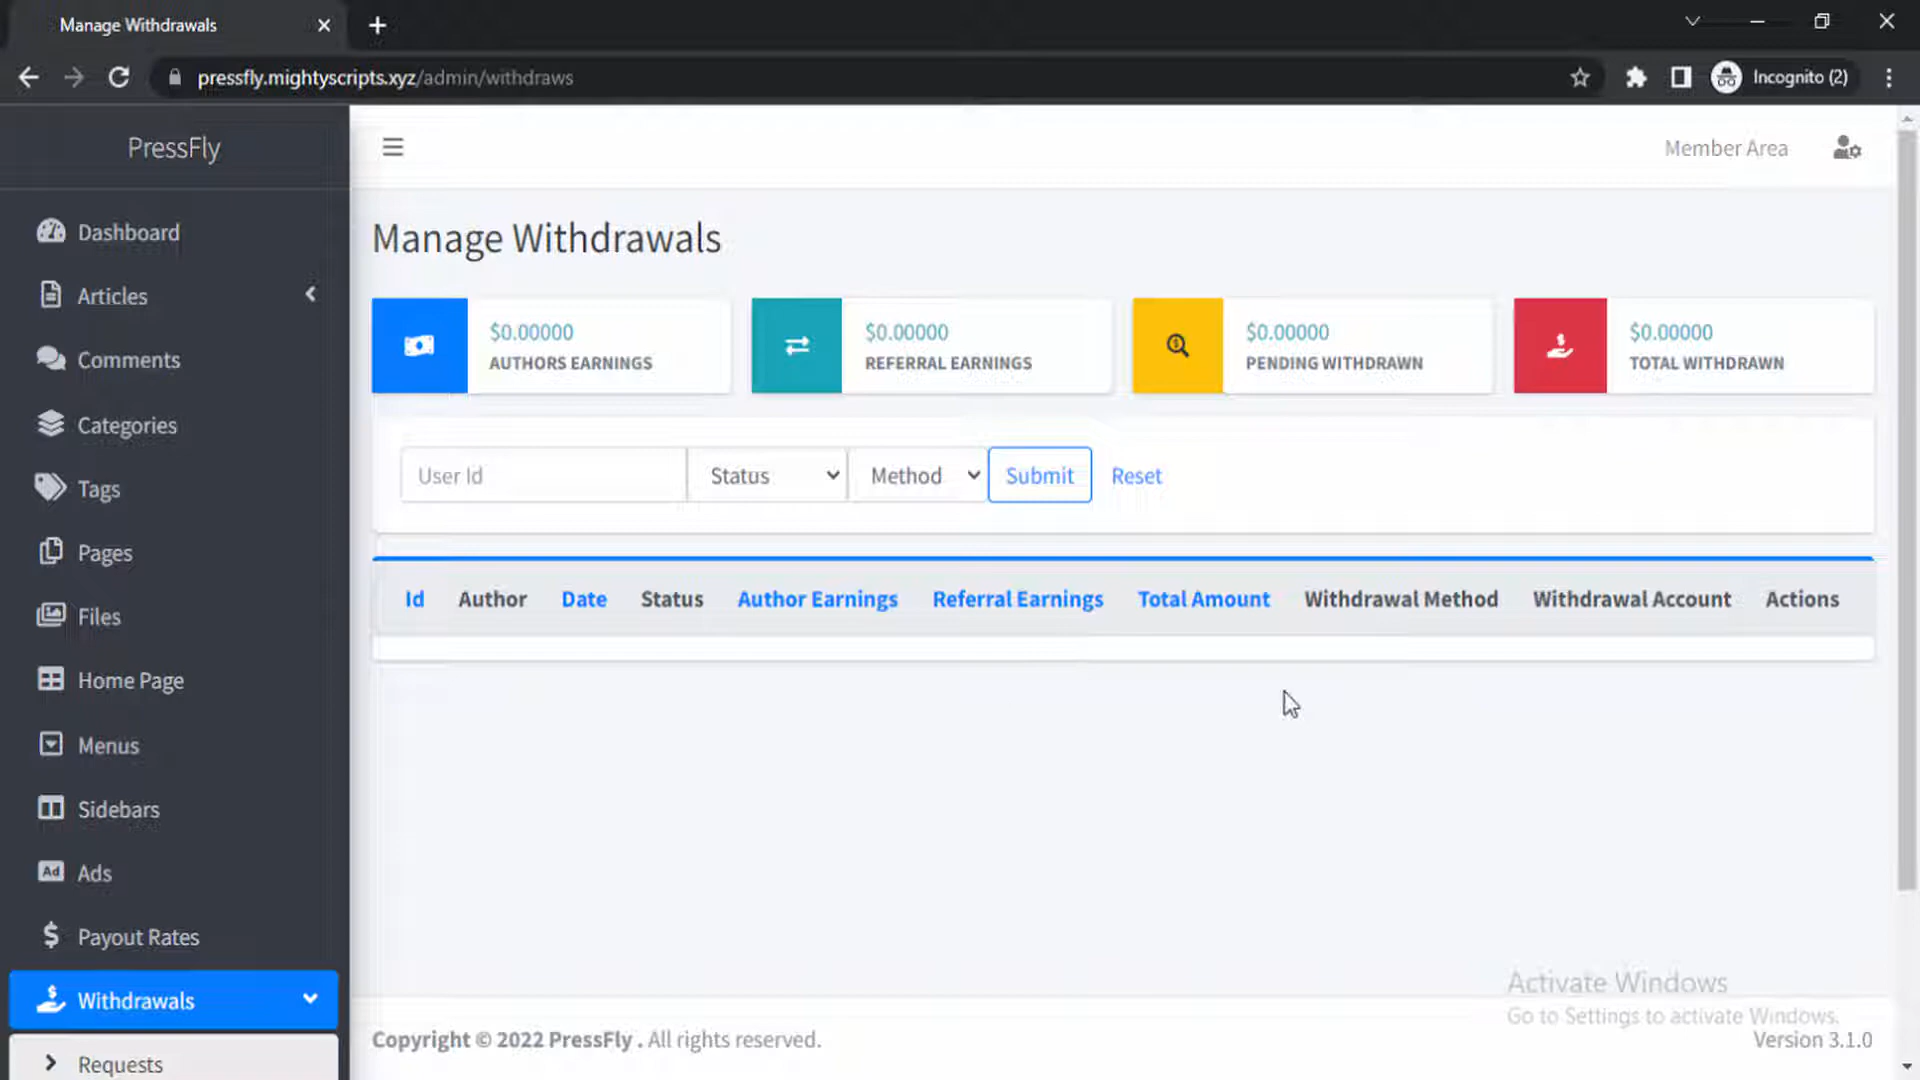 Manage Withdrawals
pressfly.mightyscripts.xyz/admin/withdraws
Incognito (2)
PressFly
Member Area
Dashboard
Articles
Comments
Categories
Tags
Pages
Files
Home Page
Menus
Sidebars
Ad Ads
Payout Rates
Withdrawals
Requests
Manage Withdrawals
$0.00000
AUTHORS EARNINGS
$0.00000
REFERRAL EARNINGS
$0.00000
PENDING WITHDRAWN
$0.00000
TOTAL WITHDRAWN
User Id Status Method Submit Reset
Id Author Date Status Author Earnings Referral Earnings Total Amount Withdrawal Method Withdrawal Account Actions
Activate Windows
Go to Settings to activate Windows.
Copyright © 2022 PressFly . All rights reserved.
Version 3.1.0